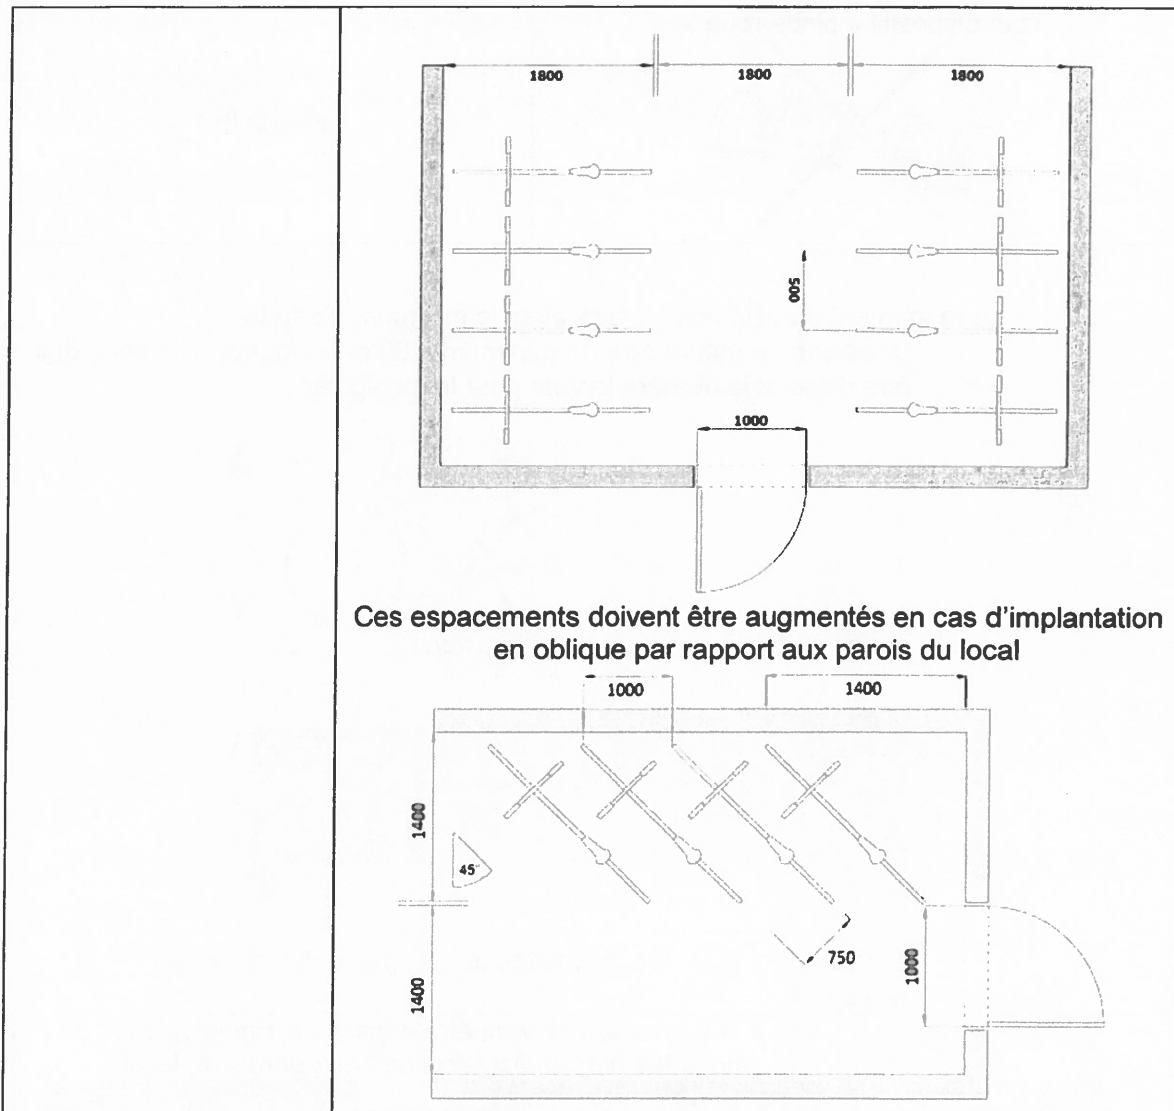 1800 1800 1800
500
1000
Ces espacements doivent être augmentés en cas d'implantation
en oblique par rapport aux parois du local
1000 1400
1400
45°
750
1000
1400